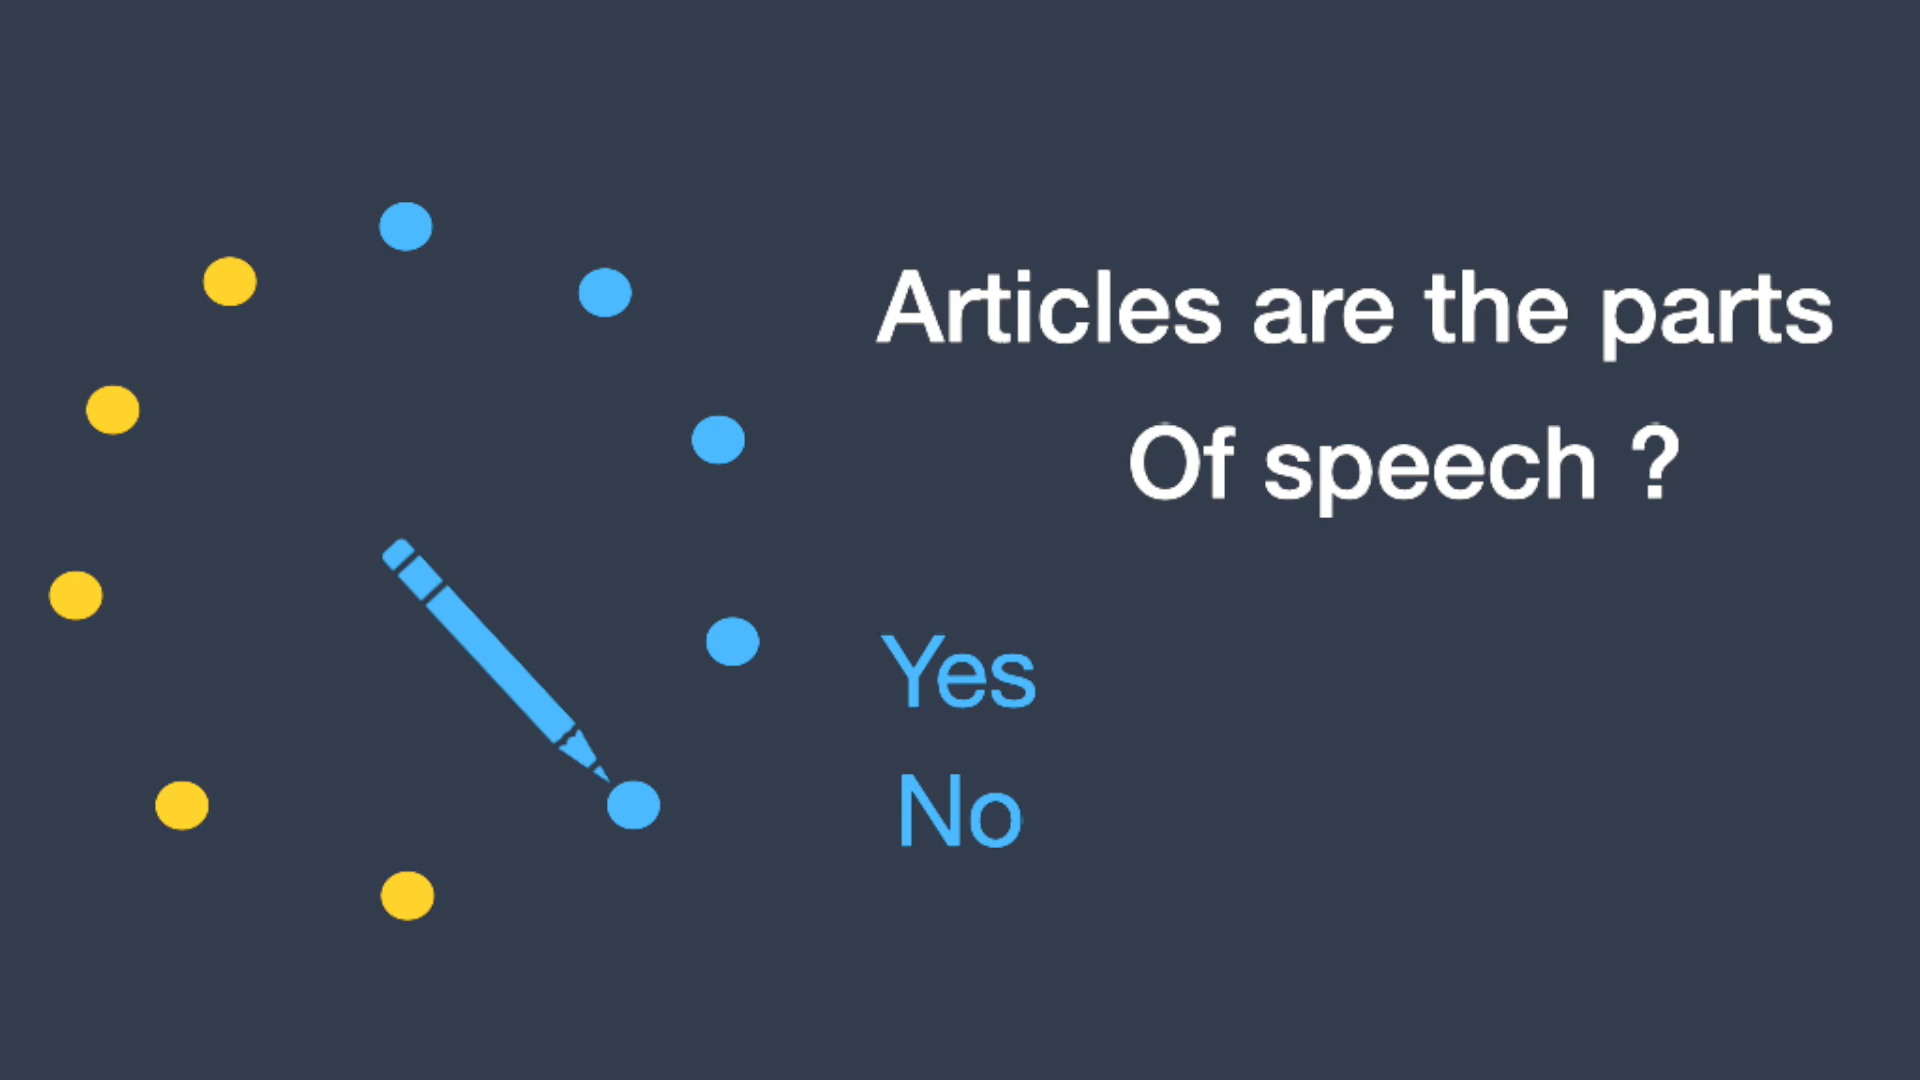 Articles are the parts
Of speech ?
Yes
No